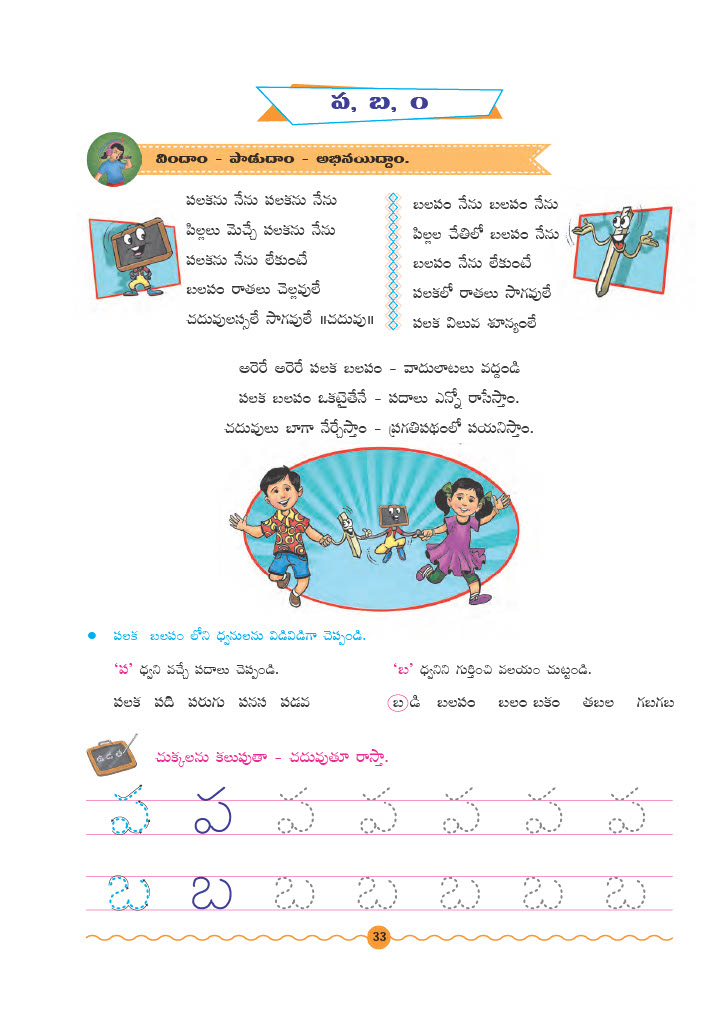 ప, బ, ం
విందాం - పాడుదాం - అభినయిద్దాం.
పలకను నేను పలకను నేను
పిల్లలు మెచ్చే పలకను నేను
పలకను నేను లేకుంటే
బలపం రాతలు చెల్లవులే
చదువులస్సలే సాగవులే ॥చదువు॥
బలపం నేను బలపం నేను
పిల్లల చేతిలో బలపం నేను
బలపం నేను లేకుంటే
పలకలో రాతలు సాగవులే
పలక విలువ శూన్యంలే
అరెరే అరెరే పలక బలపం - వాదులాటలు వద్దండి
పలక బలపం ఒకటైతేనే - పదాలు ఎన్నో రాసేస్తాం.
చదువులు బాగా నేర్చేస్తాం - ప్రగతిపథంలో పయనిస్తాం.
● పలక బలపం లోని ధ్వనులను విడివిడిగా చెప్పండి.
‘ప’ ధ్వని వచ్చే పదాలు చెప్పండి.
పలక పది పరుగు పనస పడవ
‘బ’ ధ్వనిని గుర్తించి వలయం చుట్టండి.
బడి బలపం బలం బకం తబల గబగబ
ఉడత
చుక్కలను కలుపుతా - చదువుతూ రాస్తా.
ప ప ప ప ప ప ప
బ బ బ బ బ బ బ
33